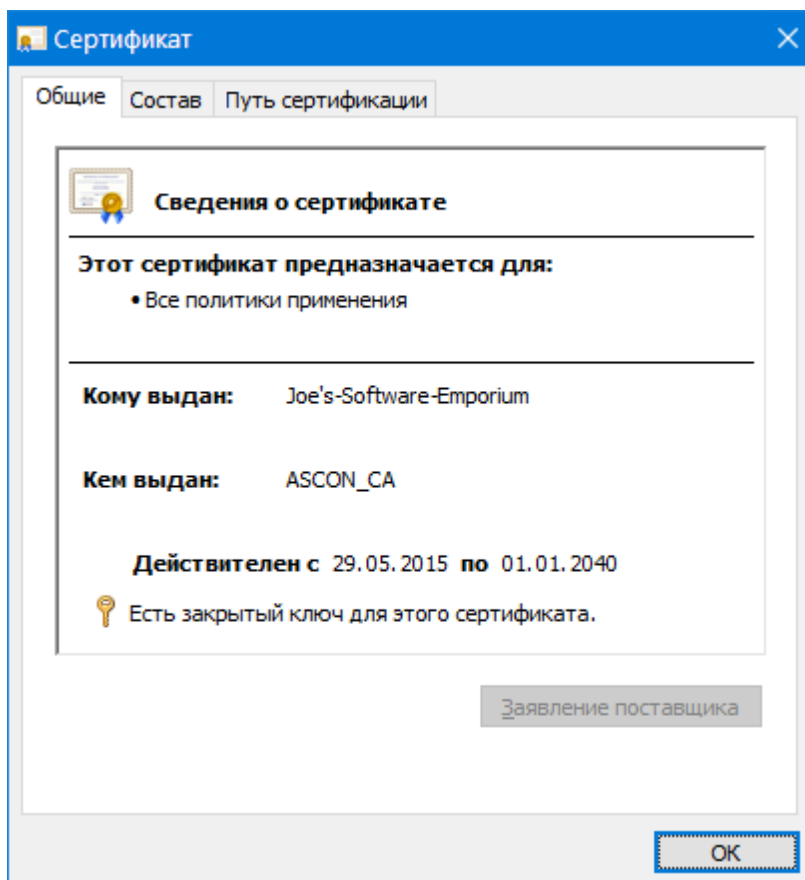 Сертификат
Общие Состав Путь сертификации
Сведения о сертификате
Этот сертификат предназначается для:
• Все политики применения
Кому выдан: Joe's-Software-Emporium
Кем выдан: ASCON_CA
Действителен с 29.05.2015 по 01.01.2040
Есть закрытый ключ для этого сертификата.
Заявление поставщика
ОК